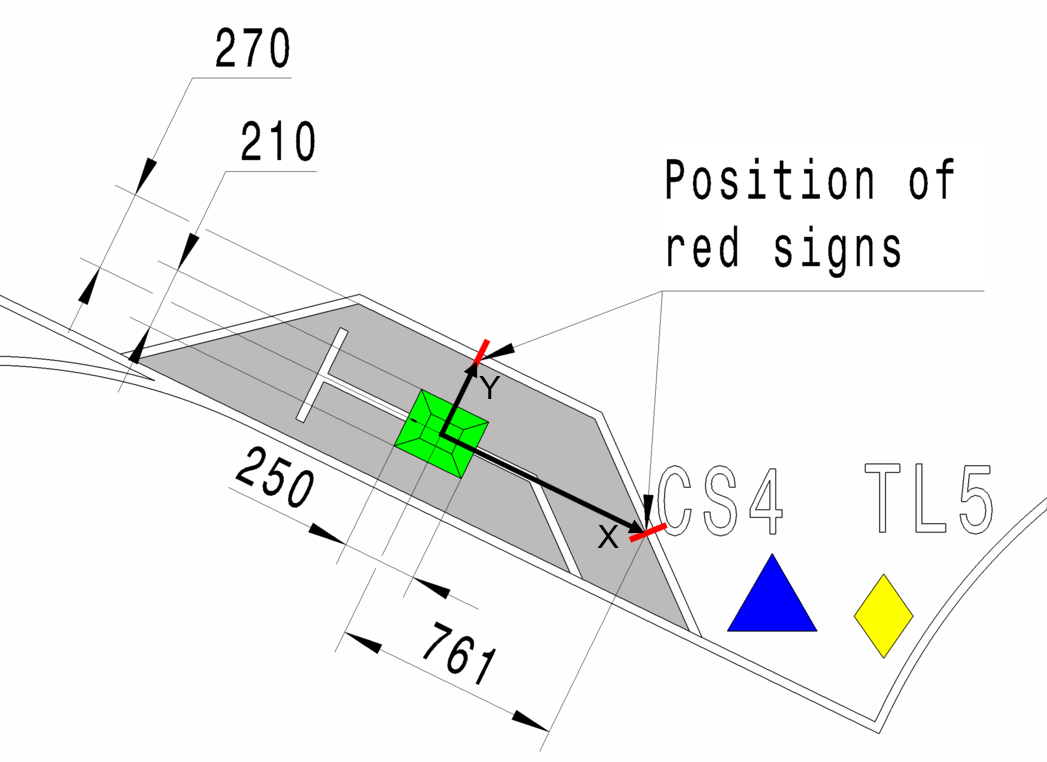 270
210
Position of
red signs
Y
250
X
CS4
TL5
761